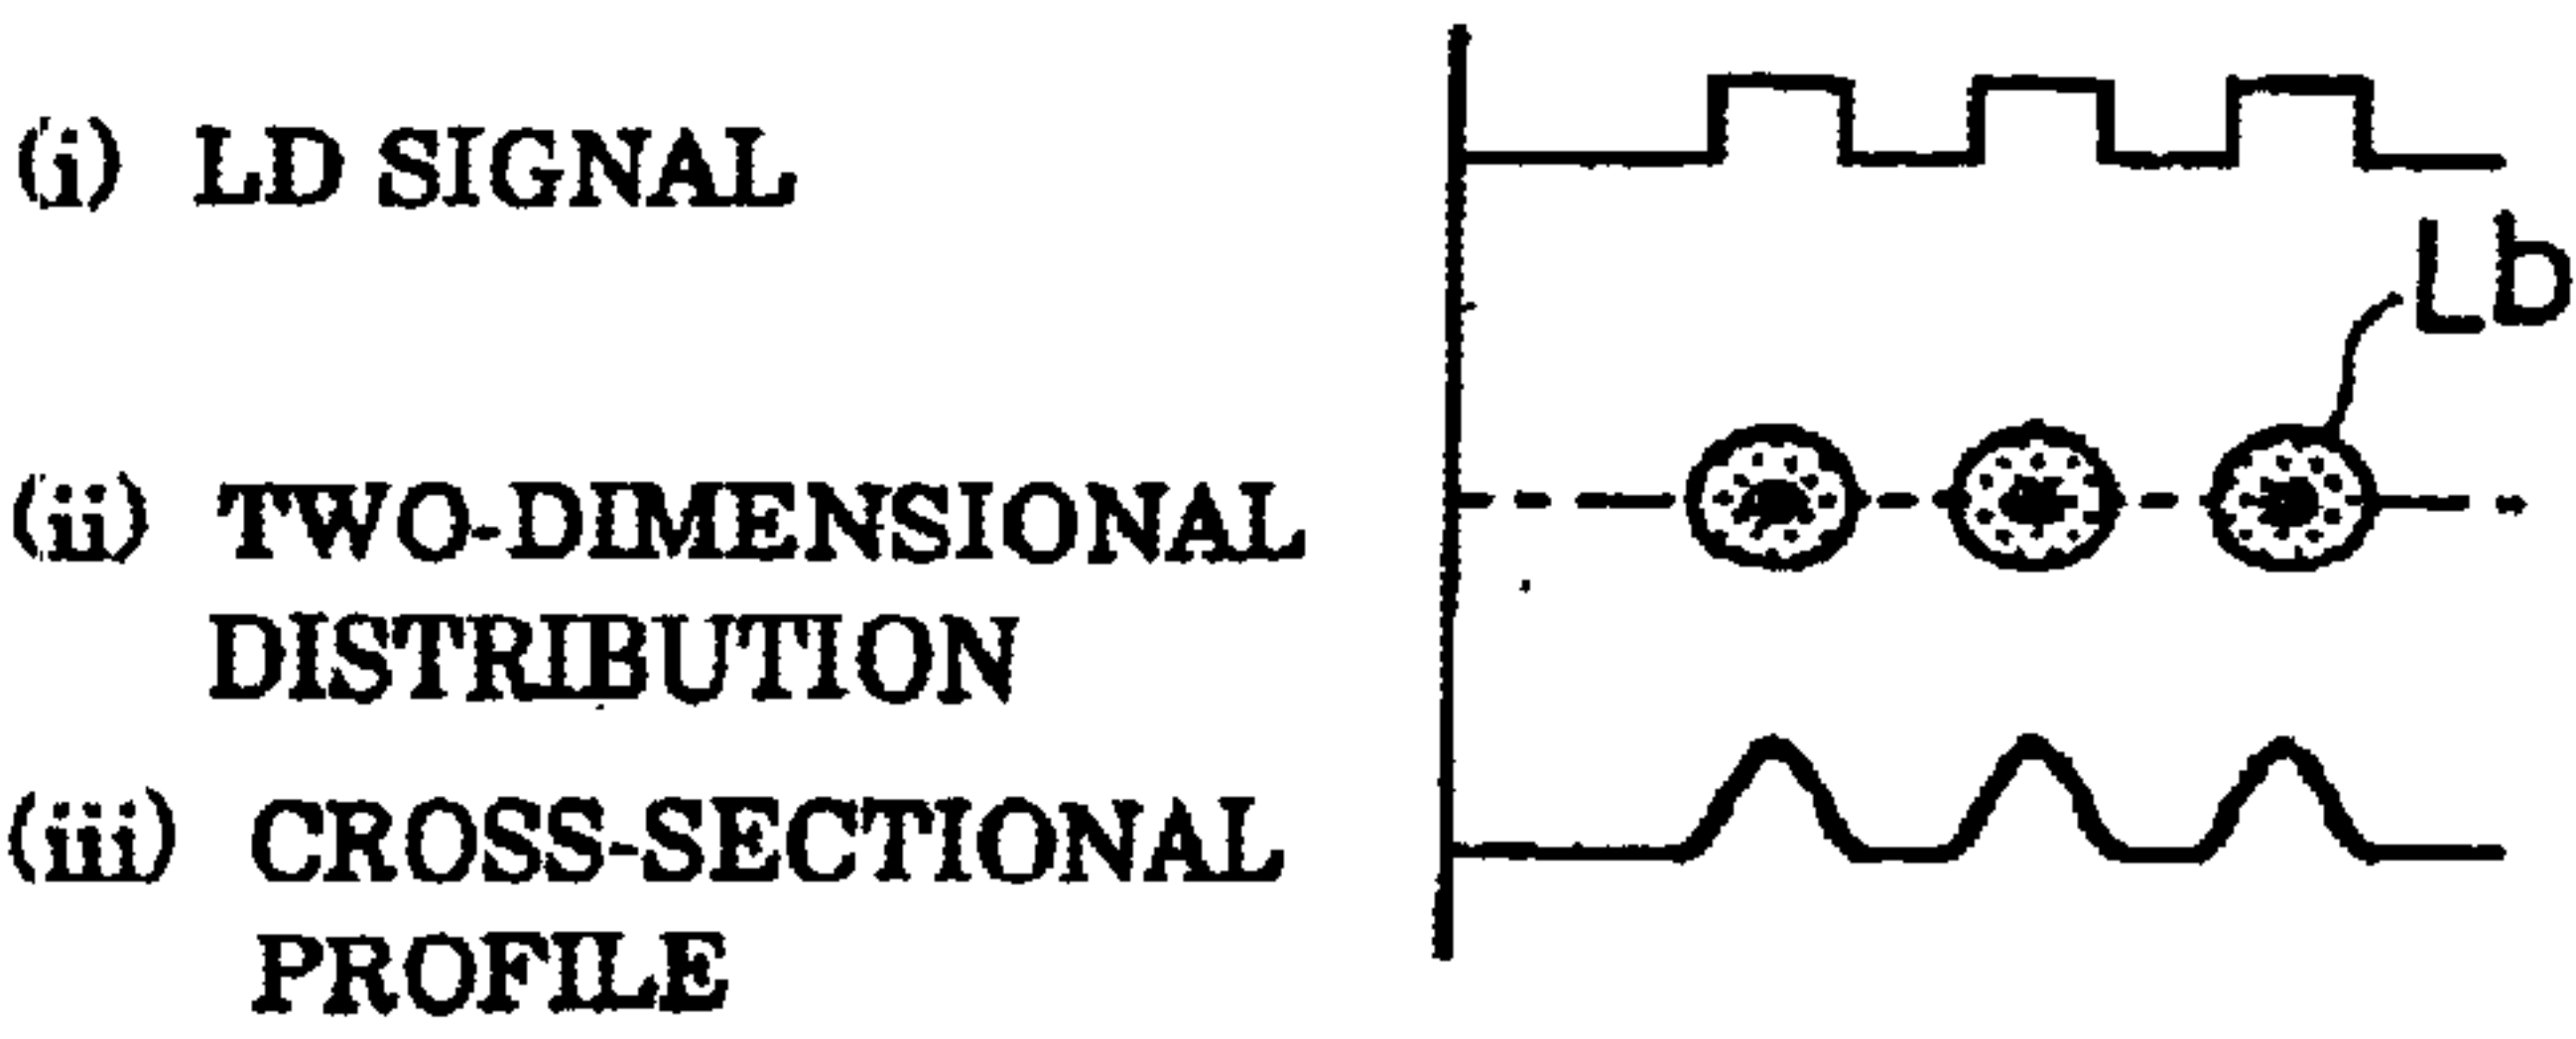 (i) LD SIGNAL
Lb
(ii) TWO-DIMENSIONAL
DISTRIBUTION
(iii) CROSS-SECTIONAL
PROFILE